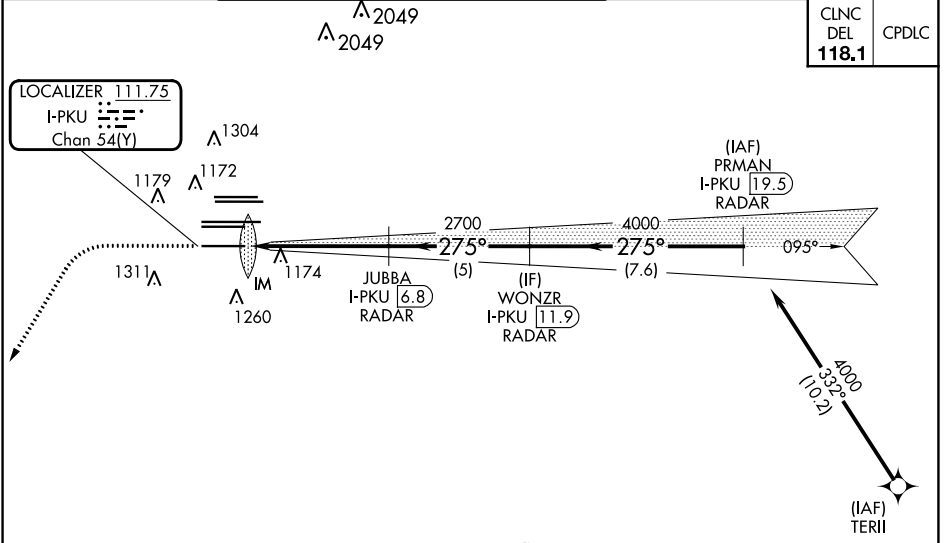 2049
2049
CLNC
DEL
118.1
CPDLC
LOCALIZER 111.75
I-PKU
Chan 54(Y)
1304
1172
1179
1311
1260
IM
1174
2700
275°
(5)
4000
275°
(7.6)
095°
JUBBA
I-PKU 6.8
RADAR
(IF)
WONZR
I-PKU 11.9
RADAR
(IAF)
PRMAN
I-PKU 19.5
RADAR
4000
332°
(10.2)
(IAF)
TERII